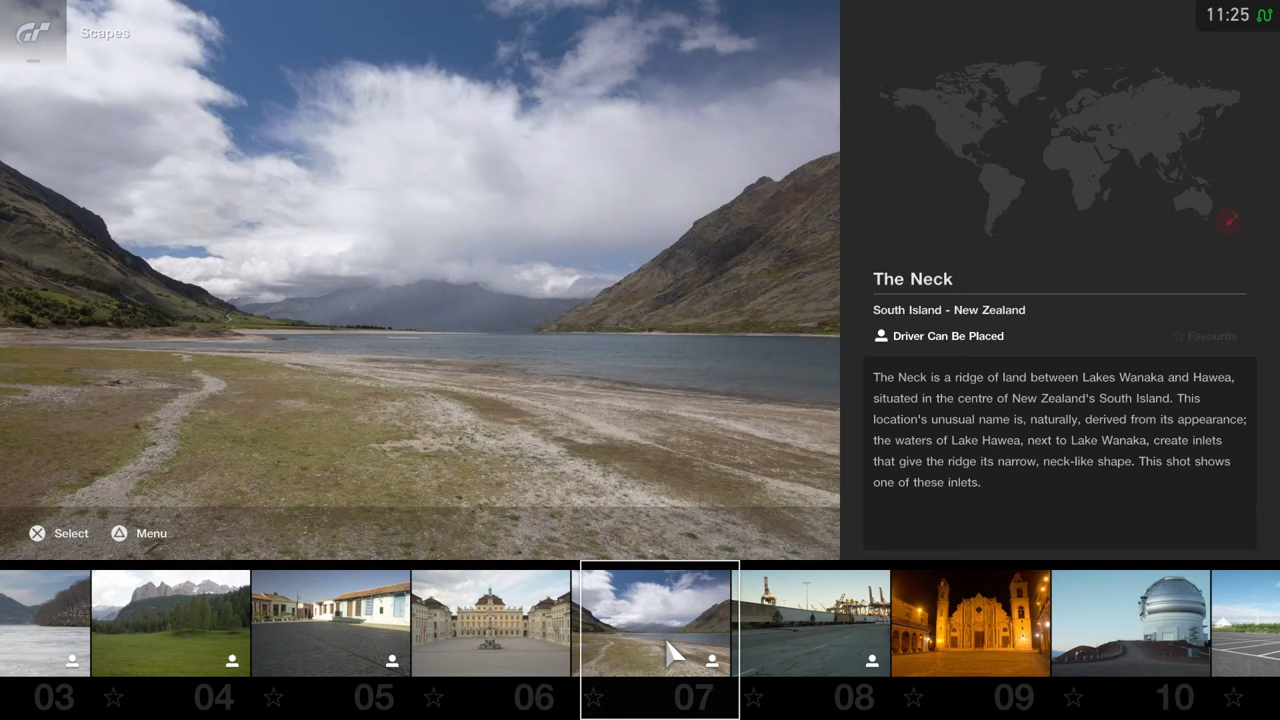 Scapes
11:25
The Neck
South Island - New Zealand
Driver Can Be Placed
Favourite
The Neck is a ridge of land between Lakes Wanaka and Hawea,
situated in the centre of New Zealand's South Island. This
location's unusual name is, naturally, derived from its appearance;
the waters of Lake Hawea, next to Lake Wanaka, create inlets
that give the ridge its narrow, neck-like shape. This shot shows
one of these inlets.
Select
Menu
03
04
05
06
07
08
09
10